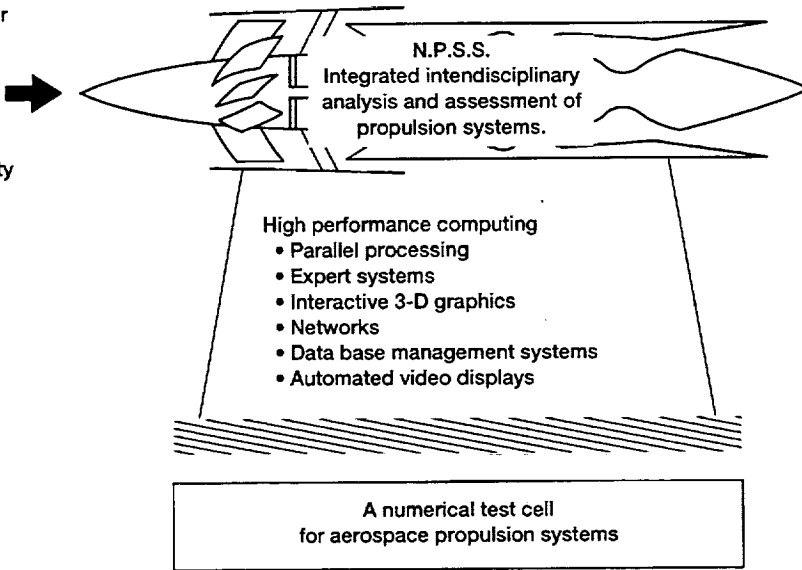 r
N.P.S.S.
Integrated intendisciplinary
analysis and assessment of
propulsion systems.
ty
High performance computing
• Parallel processing
• Expert systems
• Interactive 3-D graphics
• Networks
• Data base management systems
• Automated video displays
A numerical test cell
for aerospace propulsion systems